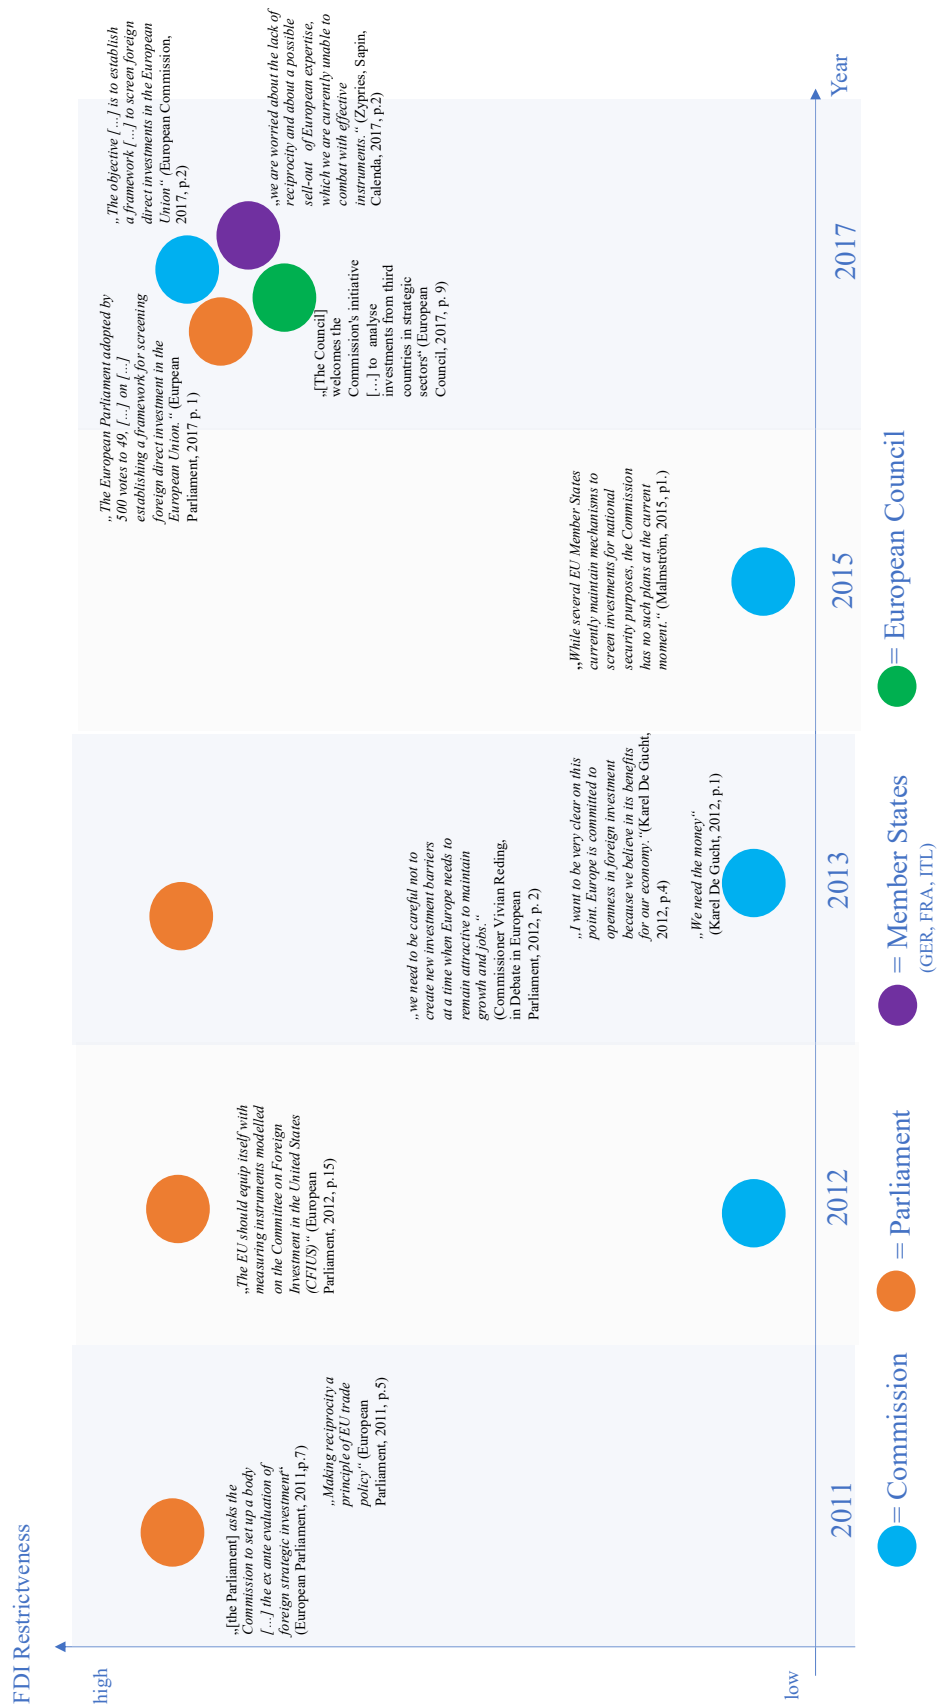 FDI Restrictveness
high
low
„[the Parliament] asks the
Commission to set up a body
[…] the ex ante evaluation of
foreign strategic investment“
(European Parliament, 2011,p.7)
„Making reciprocity a
principle of EU trade
policy“ (European
Parliament, 2011, p.5)
„The EU should equip itself with
measuring instruments modelled
on the Committee on Foreign
Investment in the United States
(CFIUS)“ (European
Parliament, 2012, p.15)
„we need to be careful not to
create new investment barriers
at a time when Europe needs to
remain attractive to maintain
growth and jobs.“
(Commissioner Vivian Reding,
in Debate in European
Parliament, 2012, p. 2)
„I want to be very clear on this
point. Europe is committed to
openness in foreign investment
because we believe in its benefits
for our economy.“(Karel De Gucht,
2012, p.4)
„We need the money“
(Karel De Gucht, 2012, p.1)
„While several EU Member States
currently maintain mechanisms to
screen investments for national
security purposes, the Commission
has no such plans at the current
moment.“ (Malmström, 2015, p1.)
„The European Parliament adopted by
500 votes to 49, […] on […]
establishing a framework for screening
foreign direct investment in the
European Union.“ (Eurpean
Parliament, 2017 p. 1)
„The objective […] is to establish
a framework […] to screen foreign
direct investments in the European
Union“ (European Commission,
2017, p.2)
„[The Council]
welcomes the
Commission's initiative
[…] to analyse
investments from third
countries in strategic
sectors“ (European
Council, 2017, p. 9)
„we are worried about the lack of
reciprocity and about a possible
sell-out of European expertise,
which we are currently unable to
combat with effective
instruments.“ (Zypries, Sapin,
Calenda, 2017, p.2)
2011
2012
2013
2015
2017
Year
= Commission
= Parliament
= Member States
(GER, FRA, ITL)
= European Council